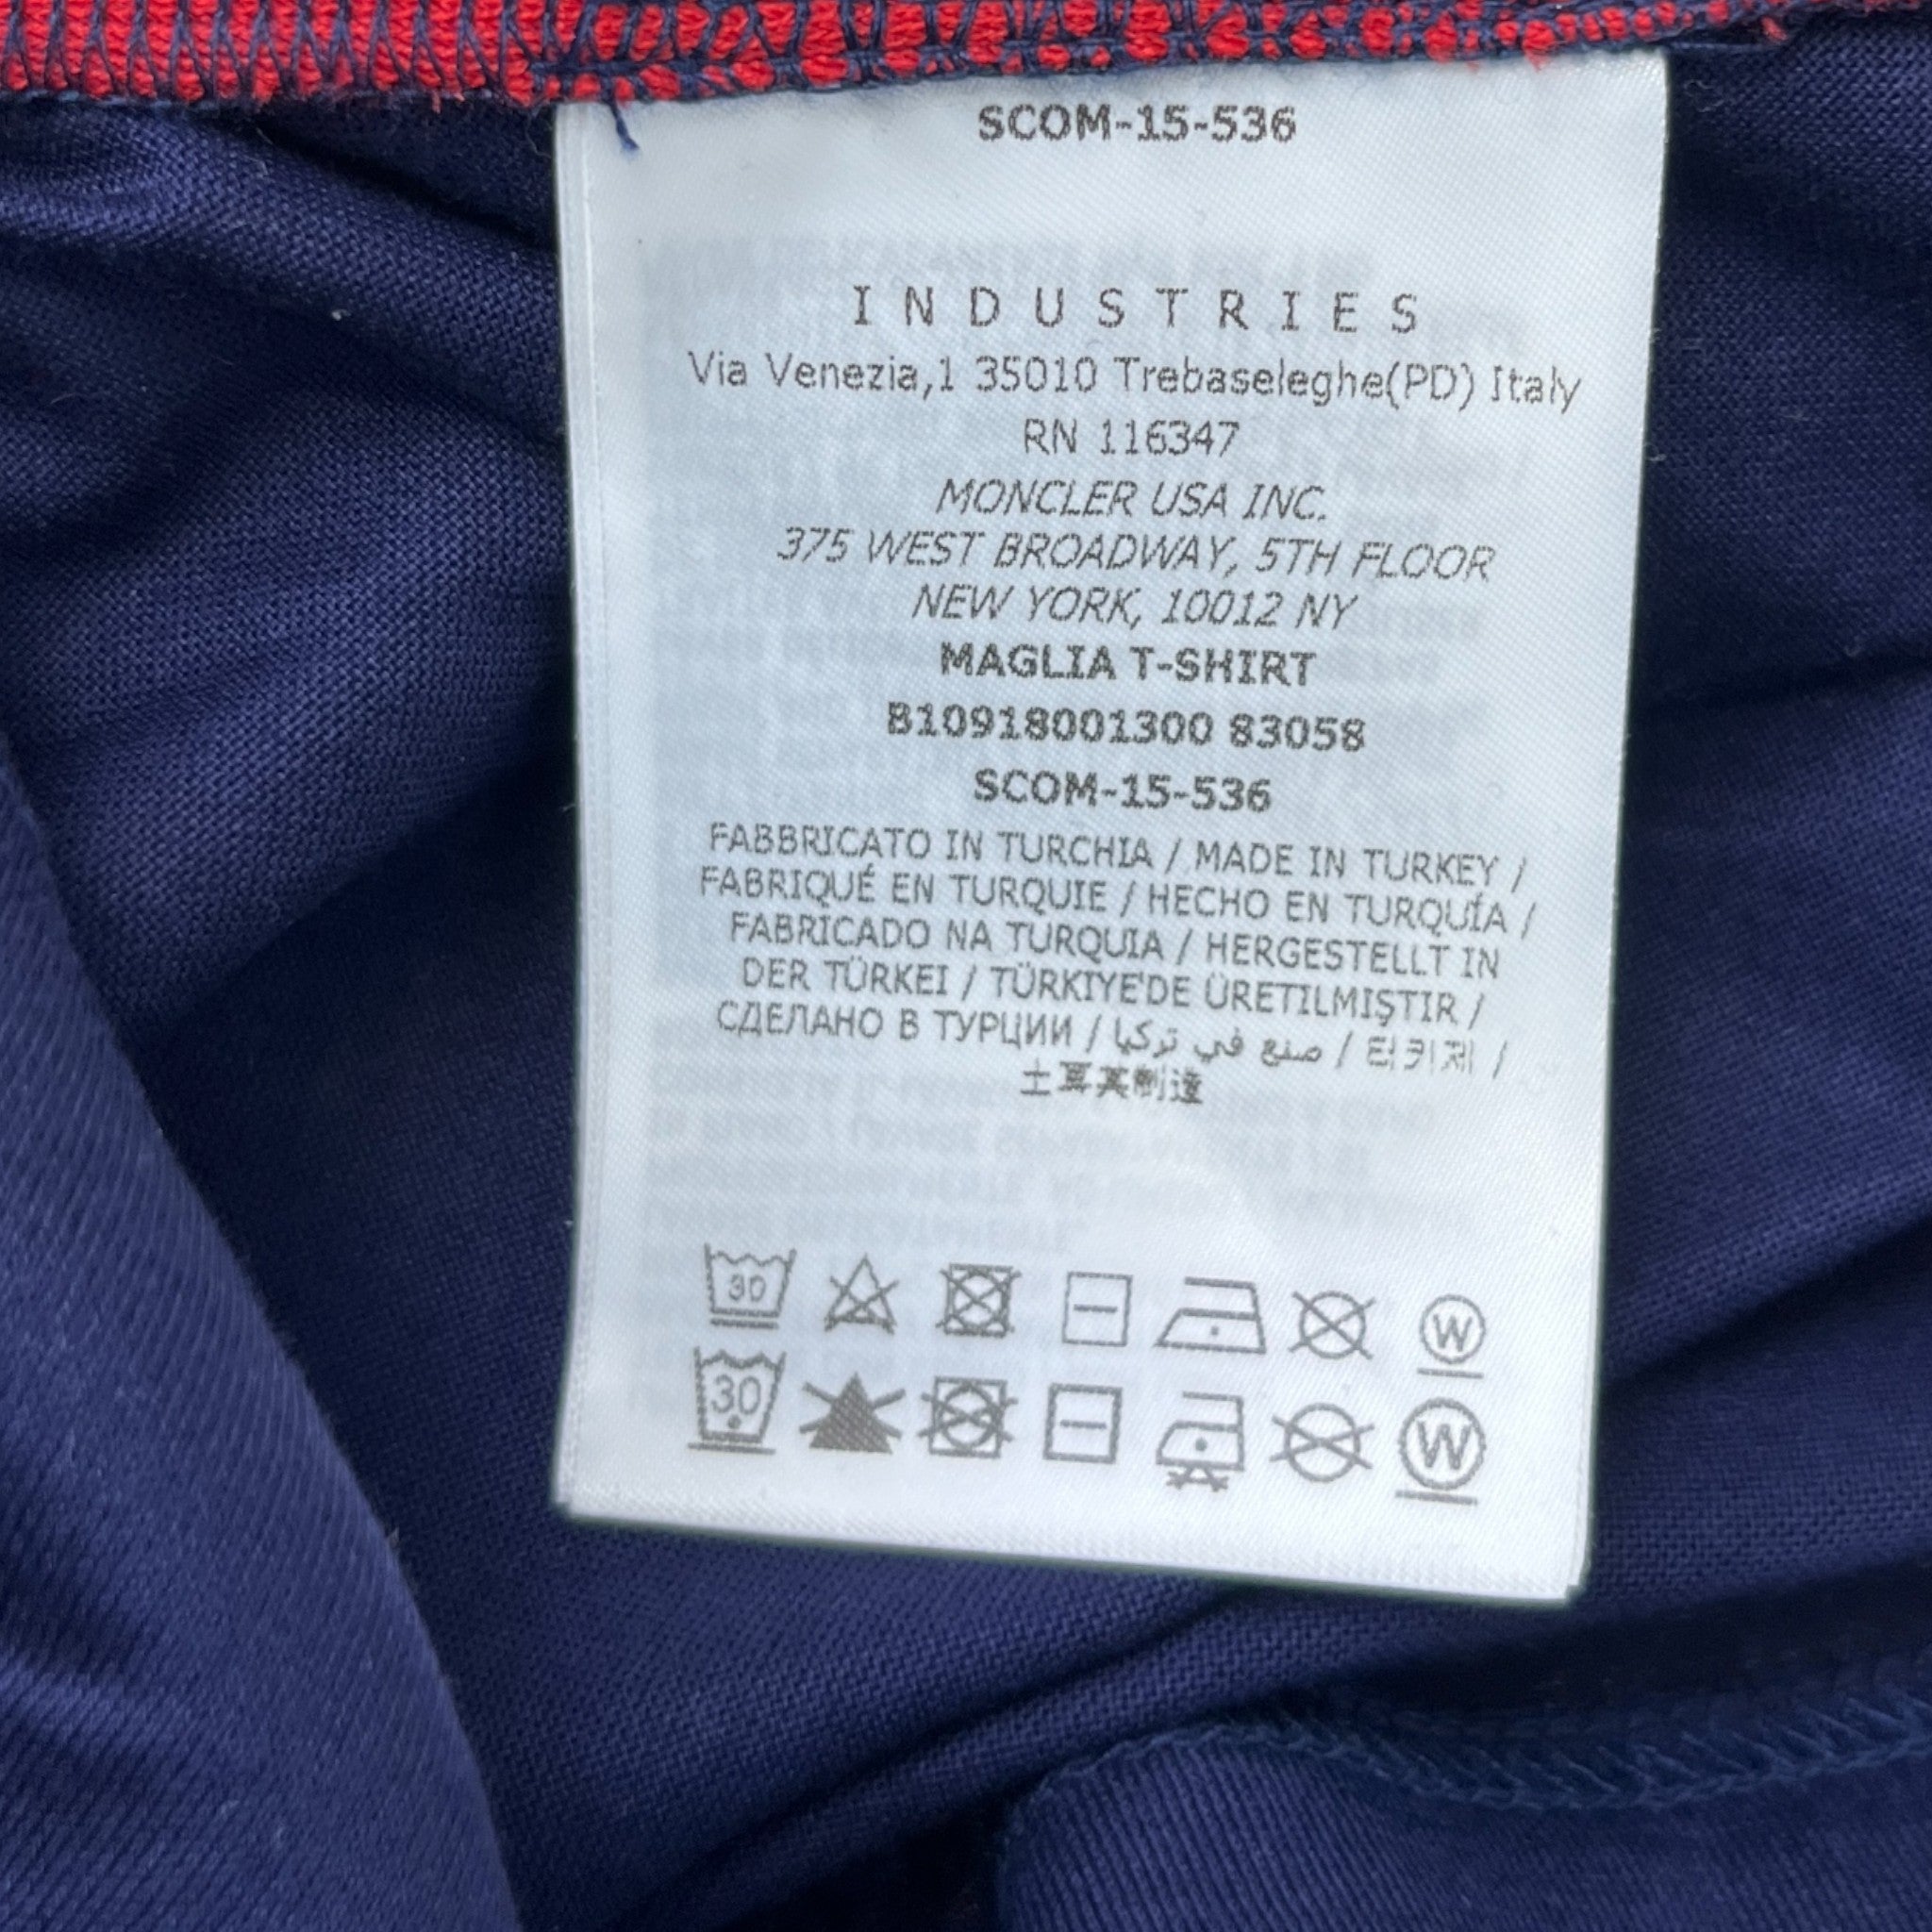 SCOM-15-536
INDUSTRIES
Via Venezia,1 35010 Trebaseleghe(PD) Italy
RN 116347
MONCLER USA INC.
375 WEST BROADWAY, 5TH FLOOR
NEW YORK, 10012 NY
MAGLIA T-SHIRT
B10918001300 83058
SCOM-15-536
FABBRICATO IN TURCHIA / MADE IN TURKEY /
FABRIQUÉ EN TURQUIE / HECHO EN TURQUÍA /
FABRICADO NA TURQUIA / HERGESTELLT IN
DER TÜRKEI / TÜRKIYE'DE ÜRETILMIŞTIR /
СДЕЛАНО В ТУРЦИИ / صنع في تركيا / 터키제 /
土耳其制造
30 W
30 W